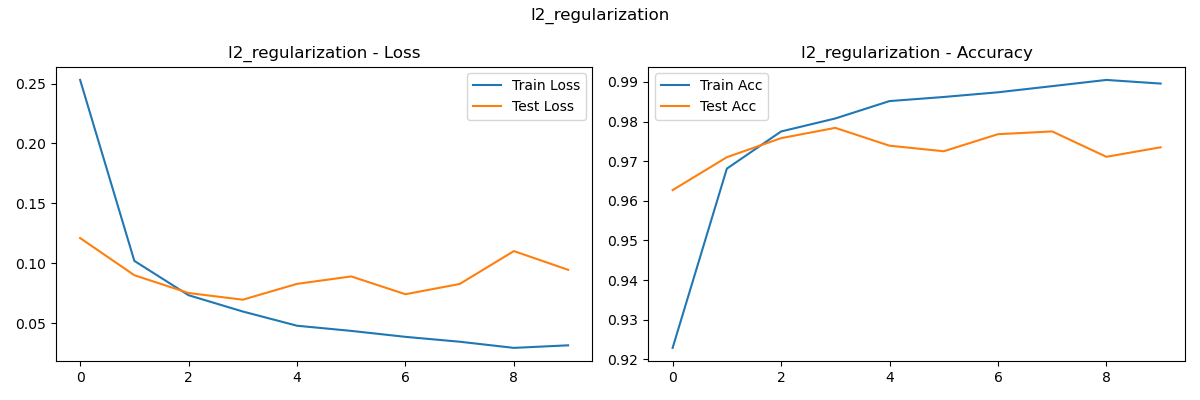 l2_regularization
l2_regularization - Loss
0.25
0.20
0.15
0.10
0.05
0 2 4 6 8
Train Loss
Test Loss
l2_regularization - Accuracy
0.99
0.98
0.97
0.96
0.95
0.94
0.93
0.92
0 2 4 6 8
Train Acc
Test Acc